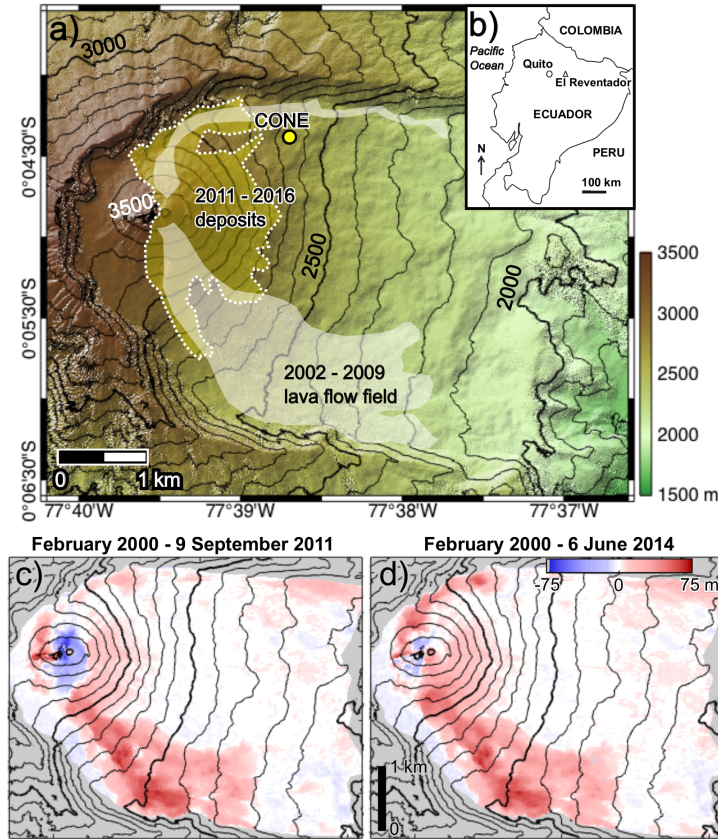 a)
3000
CONE
3500
2011 - 2016
deposits
2500
2000
2002 - 2009
lava flow field
0
1 km
0°04'30"S
0°05'30"S
0°06'30"S
77°40'W
77°39'W
77°38'W
77°37'W
b)
COLOMBIA
Pacific
Ocean
Quito
El Reventador
ECUADOR
PERU
N
100 km
3500
3000
2500
2000
1500 m
February 2000 - 9 September 2011
c)
February 2000 - 6 June 2014
d)
-75
0
75 m
1 km
0